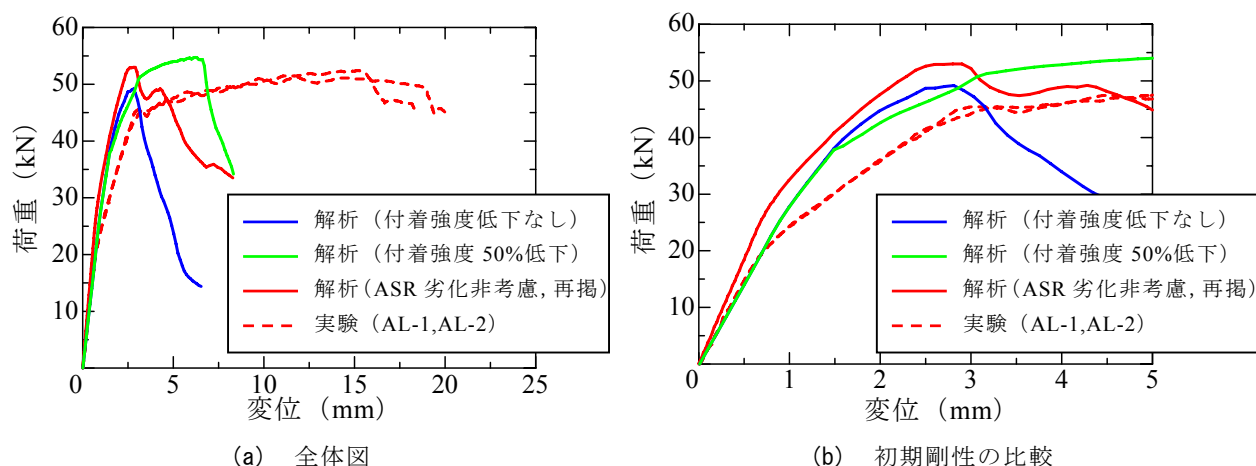 60
50
40
30
20
10
荷重（kN）
0
5
10
15
20
25
変位（mm）
解析（付着強度低下なし）
解析（付着強度 50%低下）
解析（ASR 劣化非考慮, 再掲）
実験（AL-1,AL-2）
(a) 全体図
60
50
40
30
20
10
荷重（kN）
0
1
2
3
4
5
変位（mm）
解析（付着強度低下なし）
解析（付着強度 50%低下）
解析（ASR 劣化非考慮, 再掲）
実験（AL-1,AL-2）
(b) 初期剛性の比較